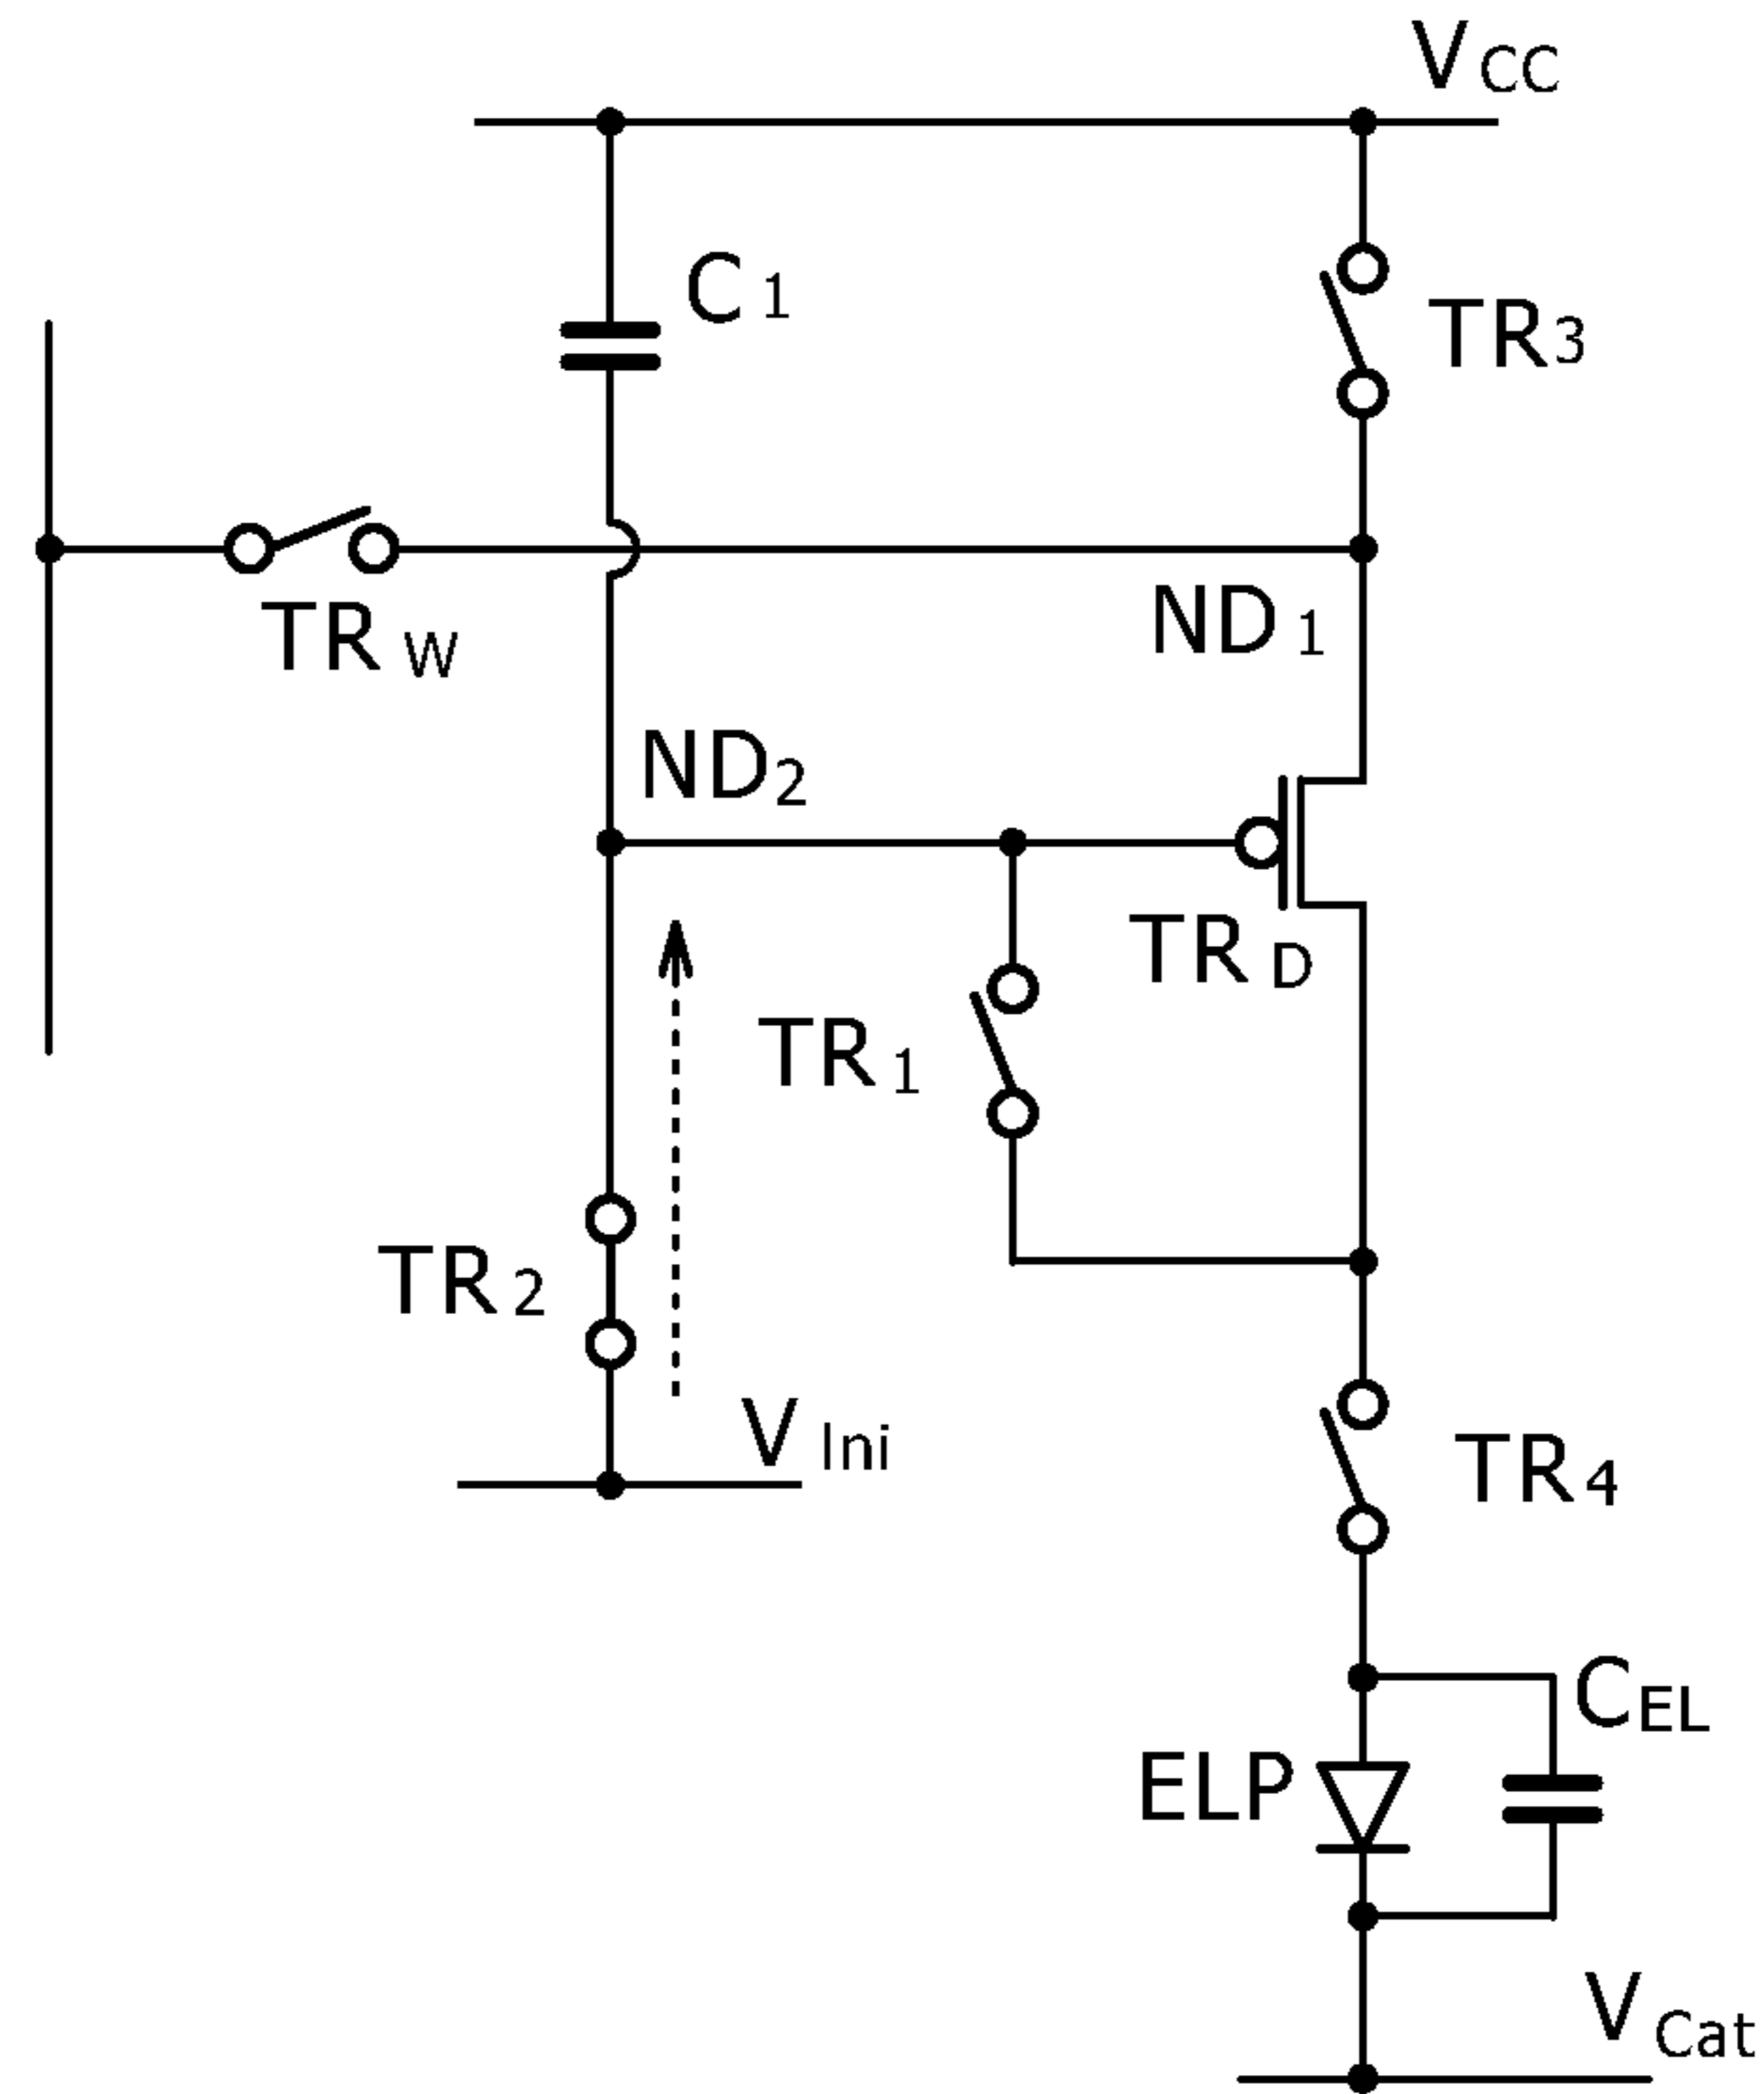 VCC
C1
TR3
TRW
ND1
ND2
TRD
TR1
TR2
VIni
TR4
CEL
ELP
VCat